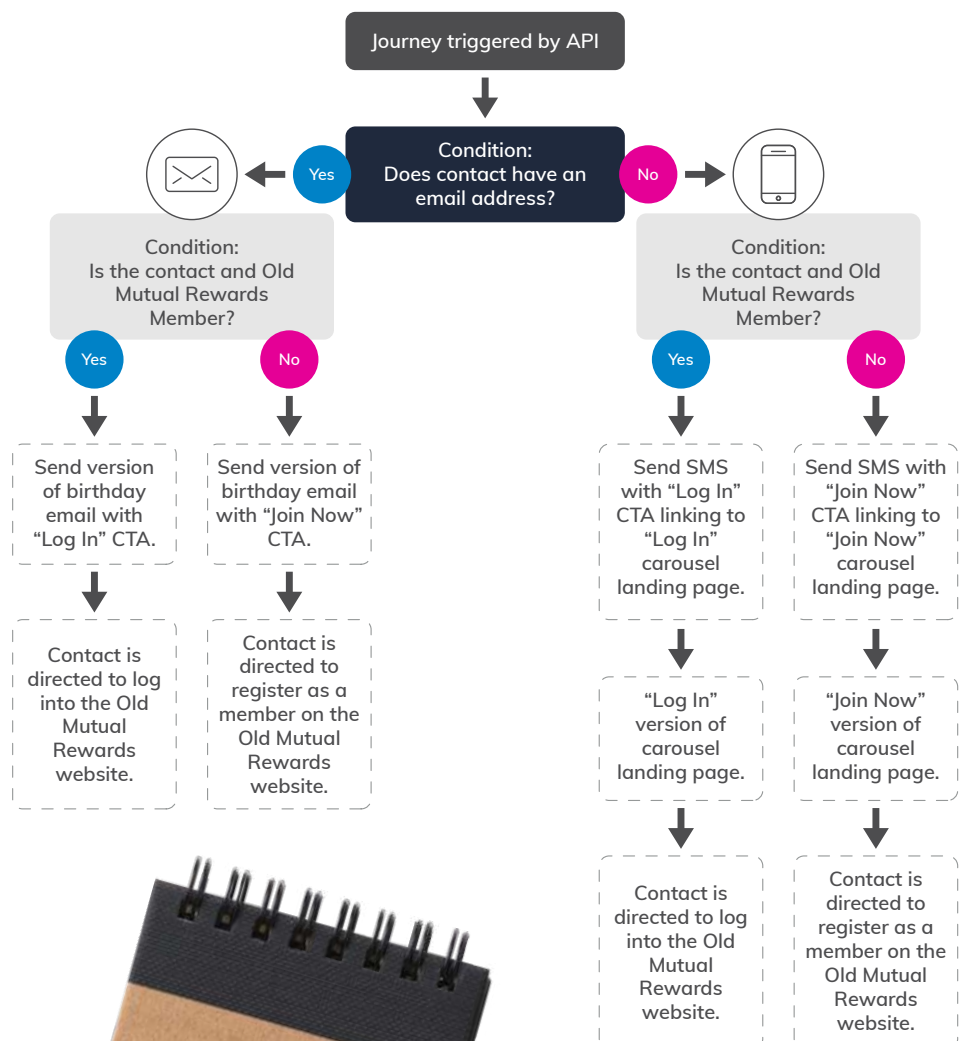 Journey triggered by API
Condition:
Does contact have an
email address?
Yes
No
Condition:
Is the contact and Old
Mutual Rewards
Member?
Yes
No
Send version
of birthday
email with
“Log In” CTA.
Send version of
birthday email
with “Join Now”
CTA.
Contact is
directed to log
into the Old
Mutual
Rewards
website.
Contact is
directed to
register as a
member on the
Old Mutual
Rewards
website.
Condition:
Is the contact and Old
Mutual Rewards
Member?
Yes
No
Send SMS
with “Log In”
CTA linking to
“Log In”
carousel
landing page.
Send SMS with
“Join Now”
CTA linking to
“Join Now”
carousel
landing page.
“Log In”
version of
carousel
landing page.
“Join Now”
version of
carousel
landing page.
Contact is
directed to log
into the Old
Mutual
Rewards
website.
Contact is
directed to
register as a
member on the
Old Mutual
Rewards
website.